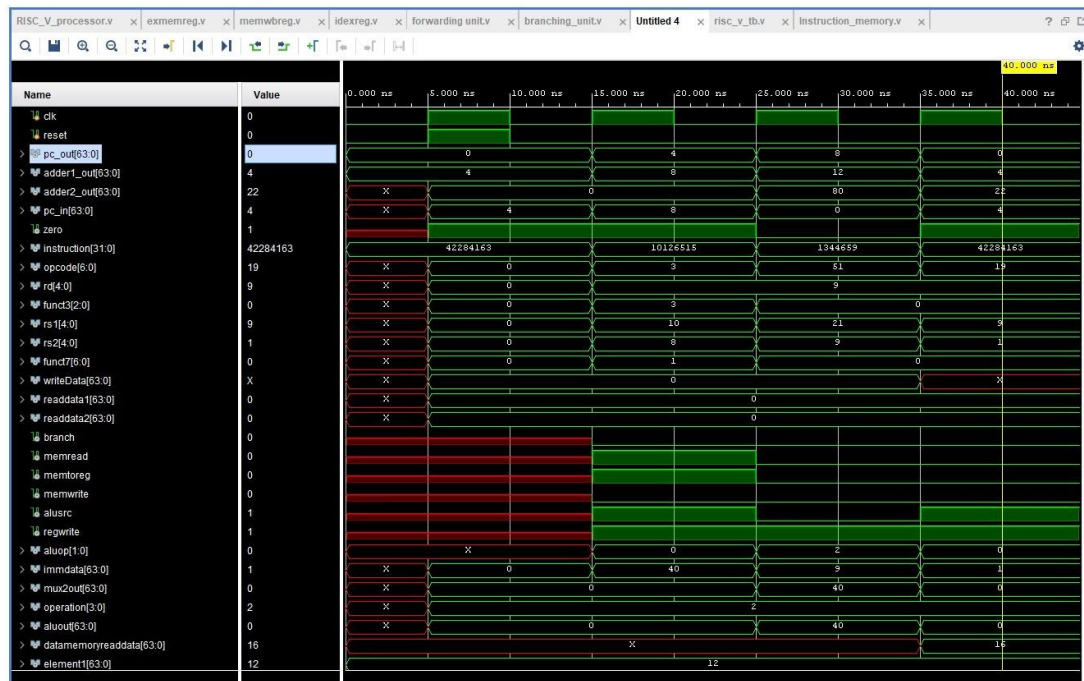 RISC_V_processor.v x exmemreg.v x memwbreg.v x idexreg.v x forwarding unit.v x branching_unit.v x Untitled 4 x risc_v_tb.v x Instruction_memory.v x ?
40.000 ns
Name Value 0.000 ns 5.000 ns 10.000 ns 15.000 ns 20.000 ns 25.000 ns 30.000 ns 35.000 ns 40.000 ns
clk 0
reset 0
pc_out[63:0] 0 0 4 8 0
adder1_out[63:0] 4 4 8 12 4
adder2_out[63:0] 22 X 0 80 22
pc_in[63:0] 4 X 4 8 0 4
zero 1
instruction[31:0] 42284163 42284163 10126515 1344659 42284163
opcode[6:0] 19 X 0 3 51 19
rd[4:0] 9 X 0 9
funct3[2:0] 0 X 0 3 0
rs1[4:0] 9 X 0 10 21 9
rs2[4:0] 1 X 0 8 9 1
funct7[6:0] 0 X 0 1 0
writeData[63:0] X X 0 X
readdata1[63:0] 0 X 0
readdata2[63:0] 0 X 0
branch 0
memread 0
memtoreg 0
memwrite 0
alusrc 1
regwrite 1
aluop[1:0] 0 X 0 2 0
immdata[63:0] 1 X 0 40 9 1
mux2out[63:0] 0 X 0 40 0
operation[3:0] 2 X 2
aluout[63:0] 0 X 0 40 0
datamemoryreaddata[63:0] 16 X 16
element1[63:0] 12 12